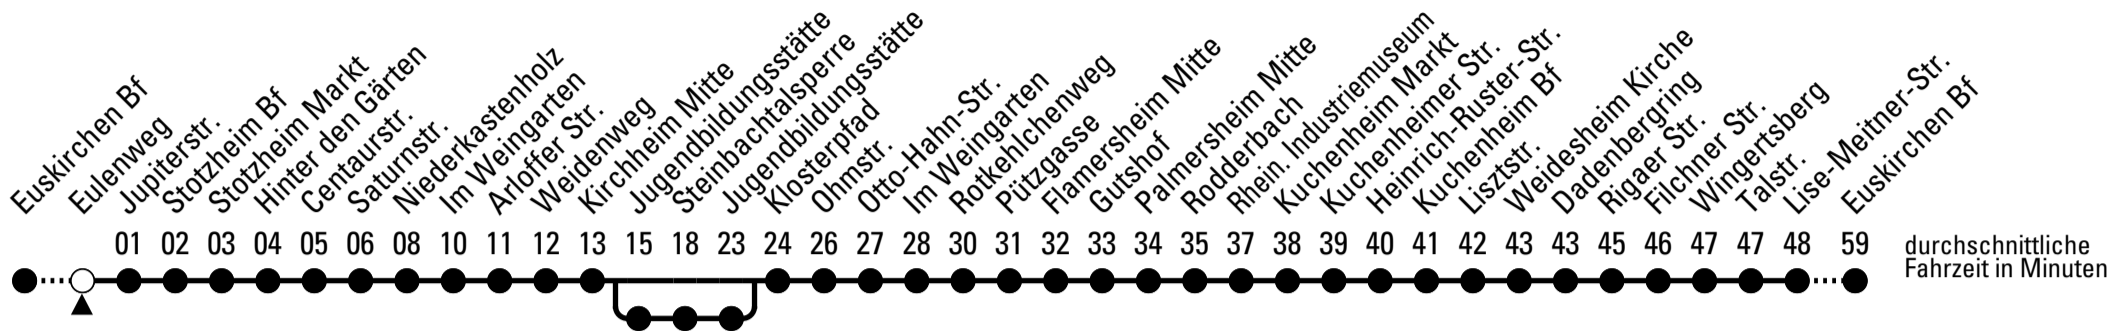 Euskirchen Bf
Eulenweg
Jupiterstr.
Stotzheim Bf
Stotzheim Markt
Hinter den Gärten
Centaurstr.
Saturnstr.
Niederkastenholz
Im Weingarten
Arloffer Str.
Weidenweg
Kirchheim Mitte
Jugendbildungsstätte
Steinbachtalsperre
Jugendbildungsstätte
Klosterpfad
Ohmstr.
Otto-Hahn-Str.
Im Weingarten
Rotkehlchenweg
Pützgasse
Flamersheim Mitte
Gutshof
Palmersheim Mitte
Rodderbach
Rhein. Industriemuseum
Kuchenheim Markt
Kuchenheimer Str.
Heinrich-Ruster-Str.
Kuchenheim Bf
Lisztstr.
Weidesheim Kirche
Dadenbergring
Rigaer Str.
Filchner Str.
Wingertsberg
Talstr.
Lise-Meitner-Str.
Euskirchen Bf
01 02 03 04 05 06 08 10 11 12 13 15 18 23 24 26 27 28 30 31 32 33 34 35 37 38 39 40 41 42 43 43 45 46 47 47 48 59
durchschnittliche
Fahrzeit in Minuten